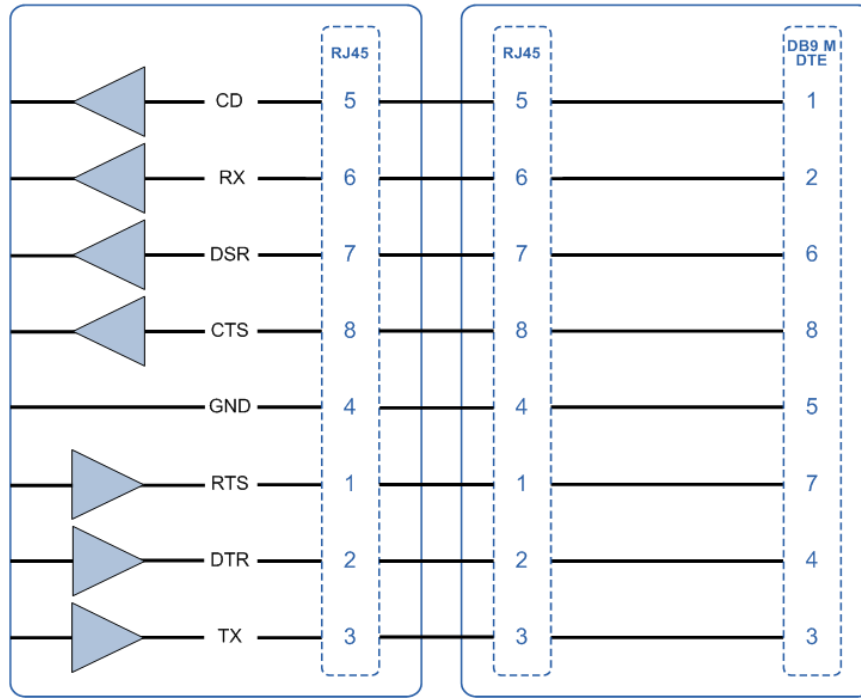 RJ45 RJ45 DB9 M
DTE
CD 5 5 1
RX 6 6 2
DSR 7 7 6
CTS 8 8 8
GND 4 4 5
RTS 1 1 7
DTR 2 2 4
TX 3 3 3